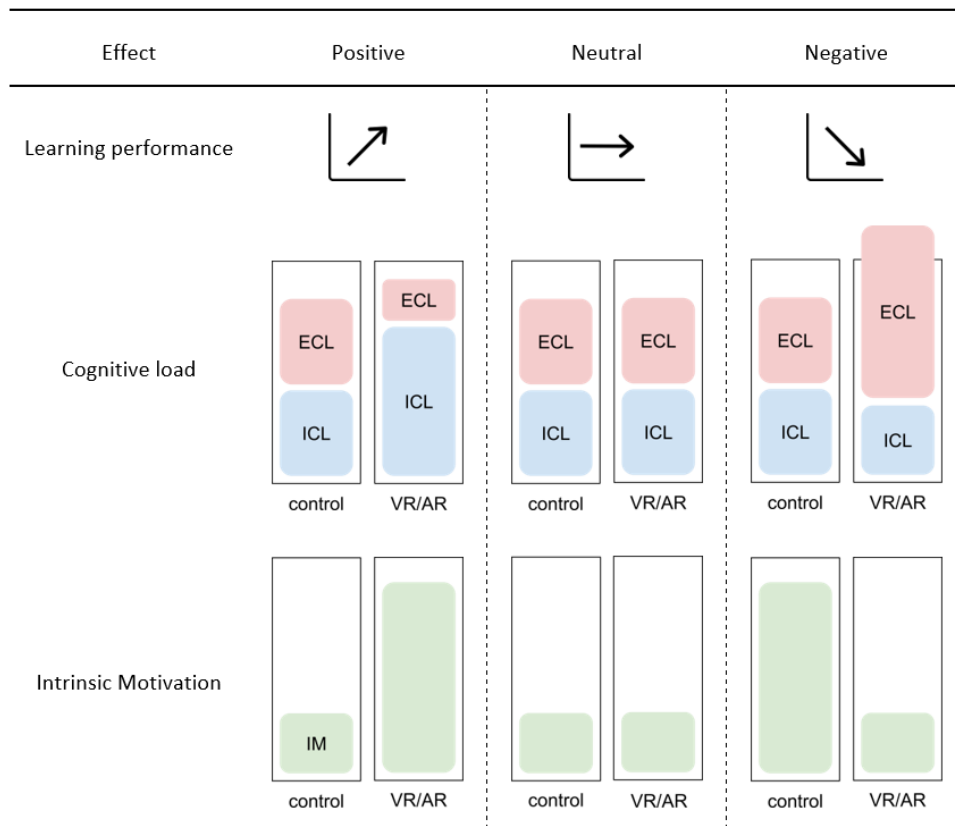 Effect Positive Neutral Negative
Learning performance
ECL
ECL ECL ECL ECL ECL
Cognitive load
ICL
ICL ICL ICL ICL ICL
control VR/AR control VR/AR control VR/AR
Intrinsic Motivation
IM
control VR/AR control VR/AR control VR/AR